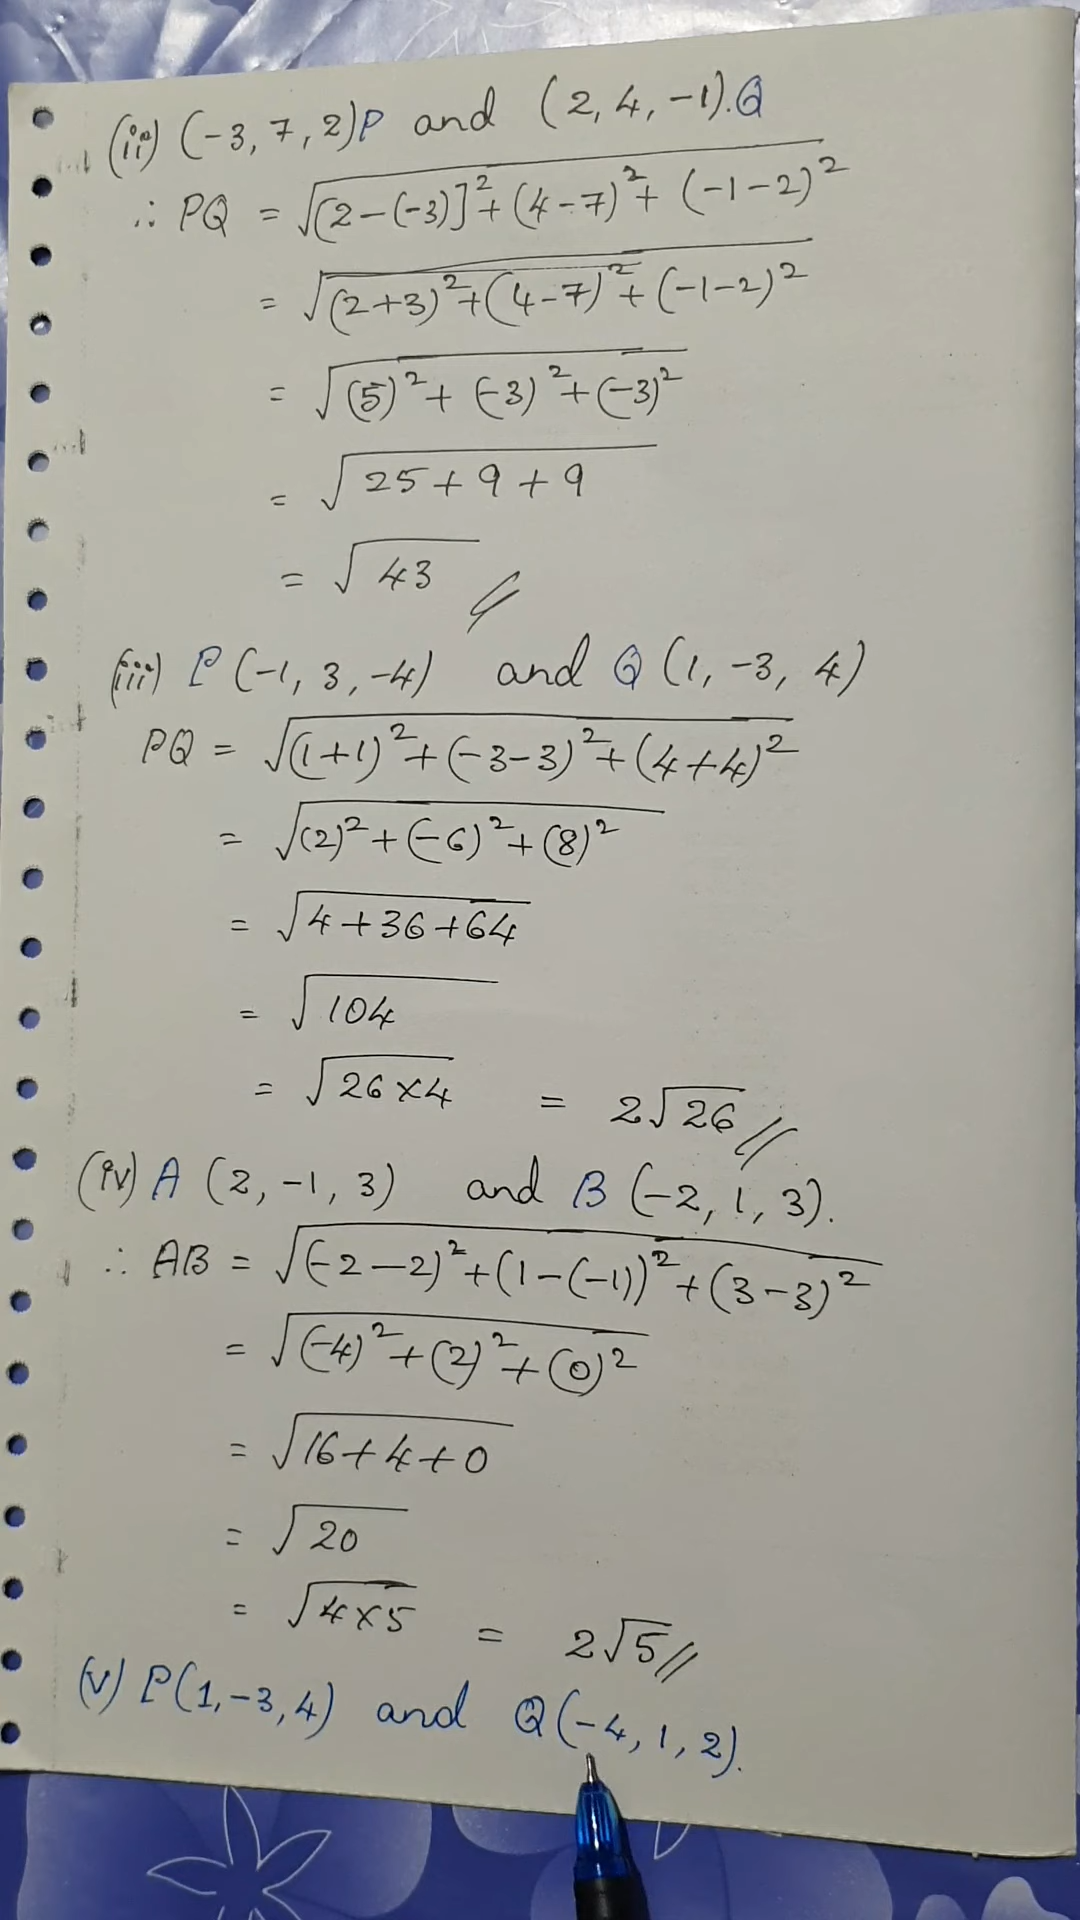 (ii) (-3, 7, 2)P and (2, 4, -1).Q
∴ PQ = √(2-(-3)]²+(4-7)²+(-1-2)²
= √(2+3)²+(4-7)²+(-1-2)²
= √(5)²+(-3)²+(-3)²
= √25+9+9
= √43 //
(iii) P(-1, 3, -4) and Q(1, -3, 4)
PQ = √(1+1)²+(-3-3)²+(4+4)²
= √(2)²+(-6)²+(8)²
= √4+36+64
= √104
= √26×4 = 2√26 //
(iv) A (2, -1, 3) and B(-2, 1, 3).
∴ AB = √(-2-2)²+(1-(-1))²+(3-3)²
= √(-4)²+(2)²+(0)²
= √16+4+0
= √20
= √4×5 = 2√5 //
(v) P(1,-3,4) and Q(-4, 1, 2).